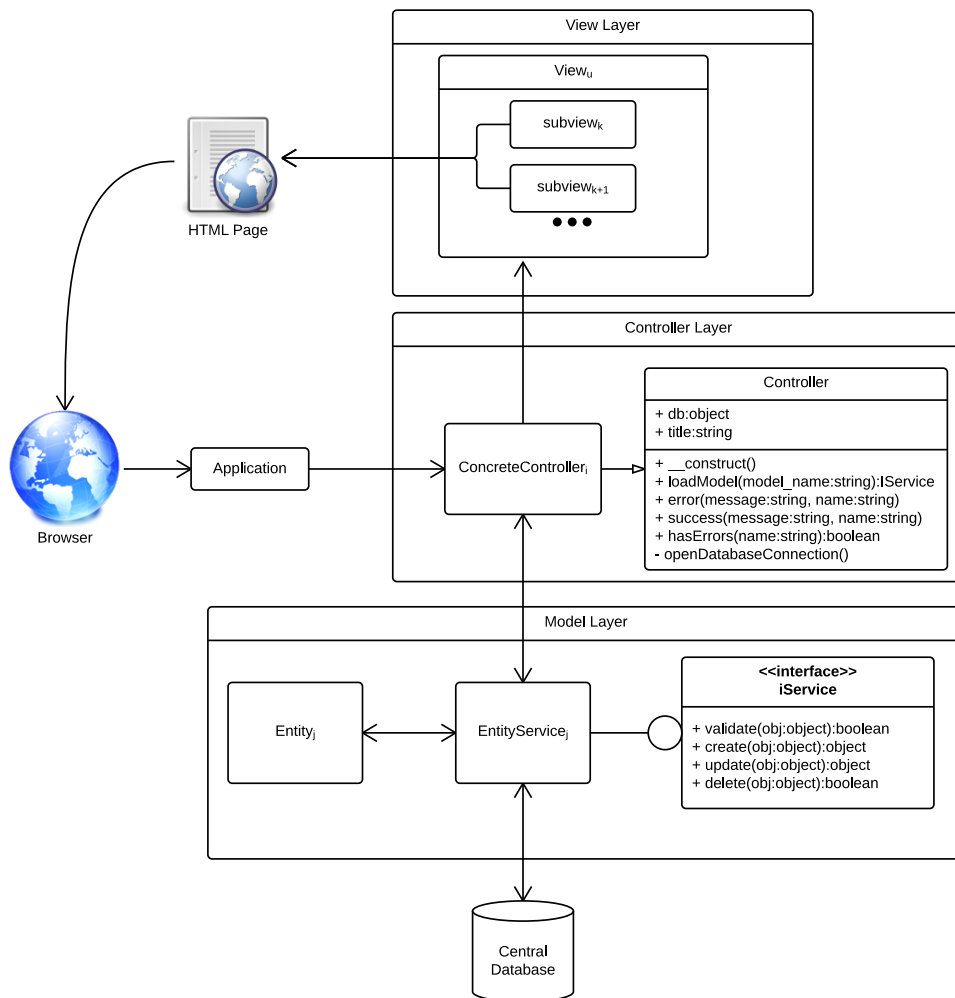 View Layer
Viewᵤ
subviewₖ
subviewₖ₊₁
HTML Page
Controller Layer
Controller
+ db:object
+ title:string
+ __construct()
+ loadModel(model_name:string):IService
+ error(message:string, name:string)
+ success(message:string, name:string)
+ hasErrors(name:string):boolean
- openDatabaseConnection()
ConcreteControllerᵢ
Application
Browser
Model Layer
Entityⱼ
EntityServiceⱼ
<<interface>>
iService
+ validate(obj:object):boolean
+ create(obj:object):object
+ update(obj:object):object
+ delete(obj:object):boolean
Central
Database